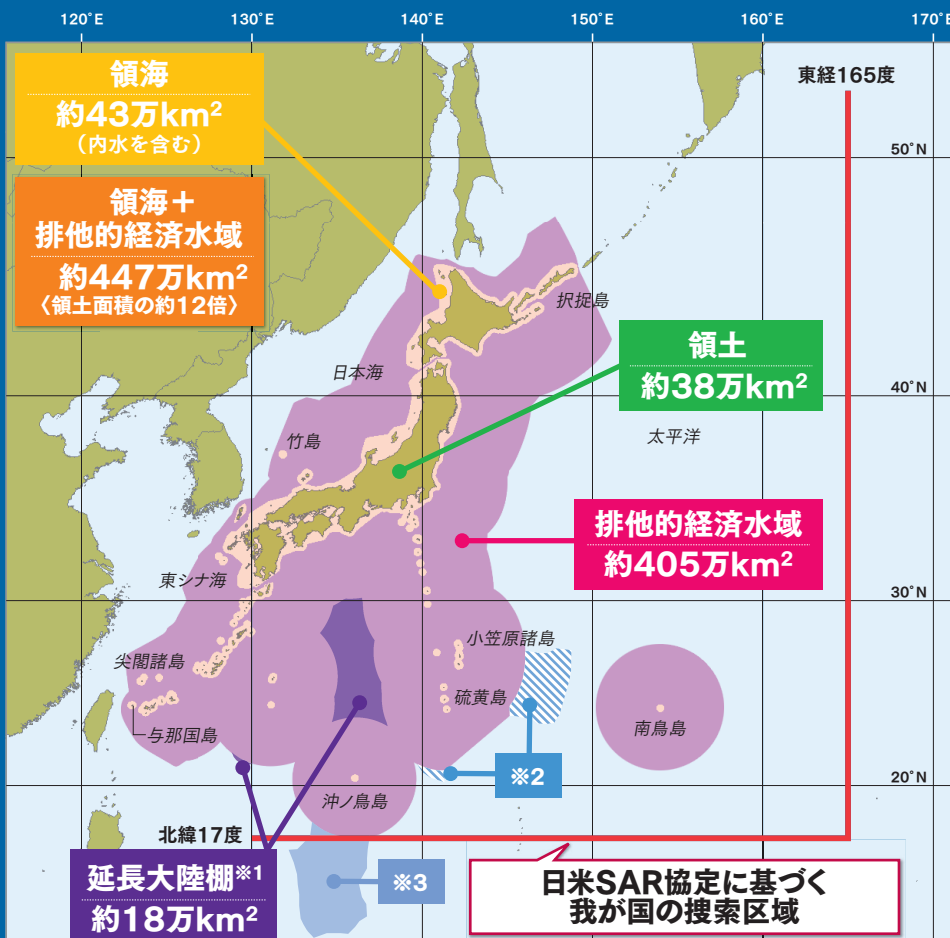 120°E 130°E 140°E 150°E 160°E 170°E
領海
約43万km²
（内水を含む）
東経165度
50°N
領海＋
排他的経済水域
約447万km²
〈領土面積の約12倍〉
択捉島
領土
約38万km²
日本海
40°N
竹島
太平洋
排他的経済水域
約405万km²
東シナ海
30°N
小笠原諸島
尖閣諸島
硫黄島
与那国島
南鳥島
※2
20°N
沖ノ鳥島
北緯17度
延長大陸棚※1
約18万km²
※3
日米SAR協定に基づく
我が国の捜索区域